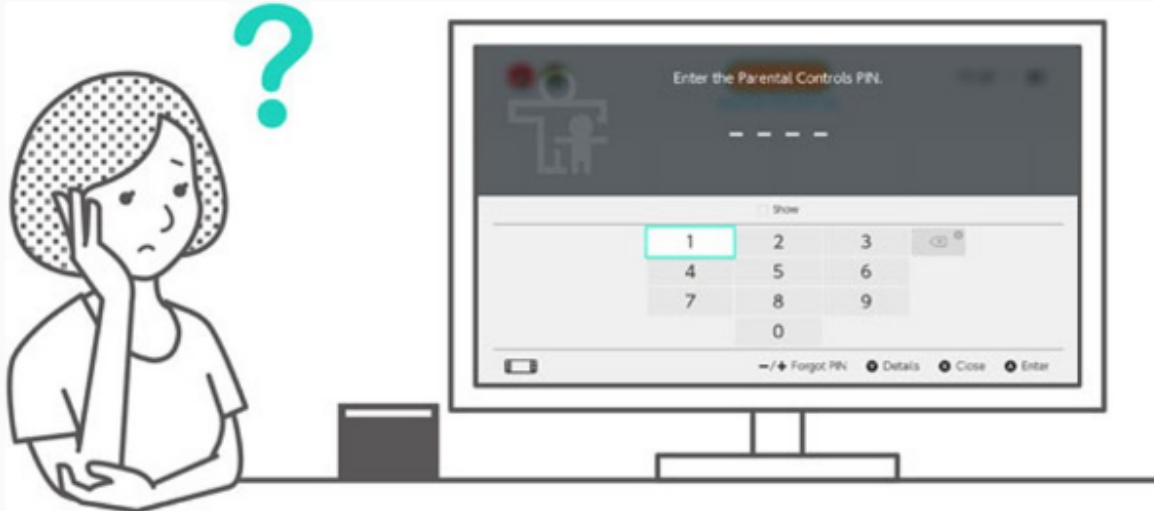 ?
Enter the Parental Controls PIN.
Show
1 2 3
4 5 6
7 8 9
0
−/+ Forgot PIN Y Details B Close A Enter